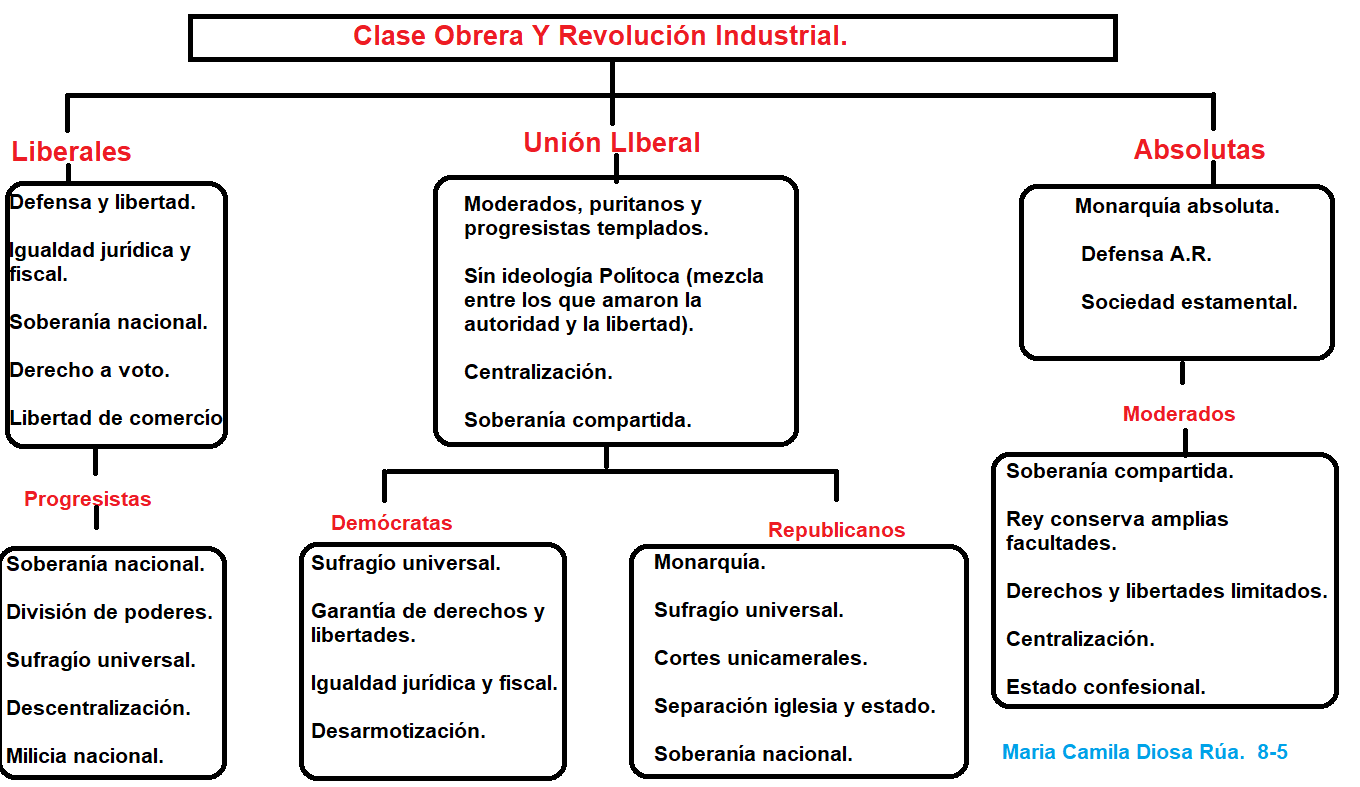 Clase Obrera Y Revolución Industrial.
Liberales
Defensa y libertad.
Igualdad jurídica y
fiscal.
Soberanía nacional.
Derecho a voto.
Libertad de comercío
Progresistas
Soberanía nacional.
División de poderes.
Sufragío universal.
Descentralización.
Milicia nacional.
Unión LIberal
Moderados, puritanos y
progresistas templados.
Sín ideología Polítoca (mezcla
entre los que amaron la
autoridad y la libertad).
Centralización.
Soberanía compartida.
Demócratas
Sufragío universal.
Garantía de derechos y
libertades.
Igualdad jurídica y fiscal.
Desarmotización.
Republicanos
Monarquía.
Sufragío universal.
Cortes unicamerales.
Separación iglesia y estado.
Soberanía nacional.
Absolutas
Monarquía absoluta.
Defensa A.R.
Sociedad estamental.
Moderados
Soberanía compartida.
Rey conserva amplias
facultades.
Derechos y libertades limitados.
Centralización.
Estado confesional.
Maria Camila Diosa Rúa.  8-5